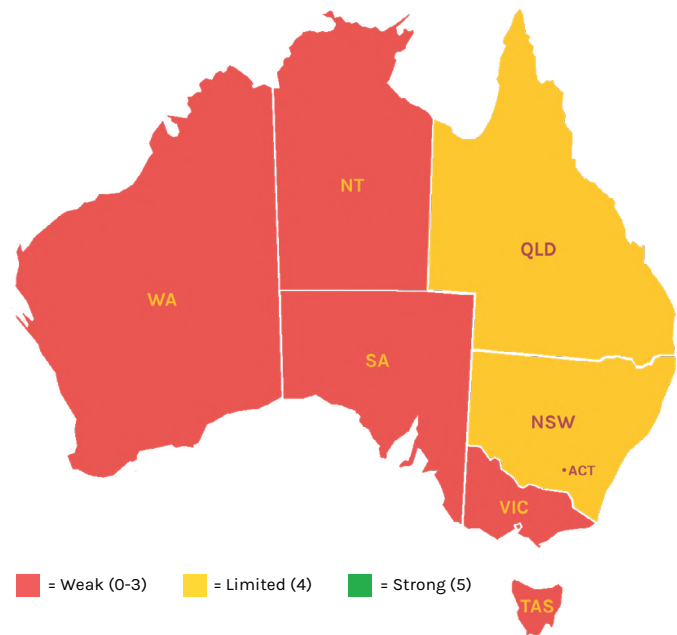 NT
QLD
WA
SA
NSW
•ACT
VIC
= Weak (0-3)
= Limited (4)
= Strong (5)
TAS